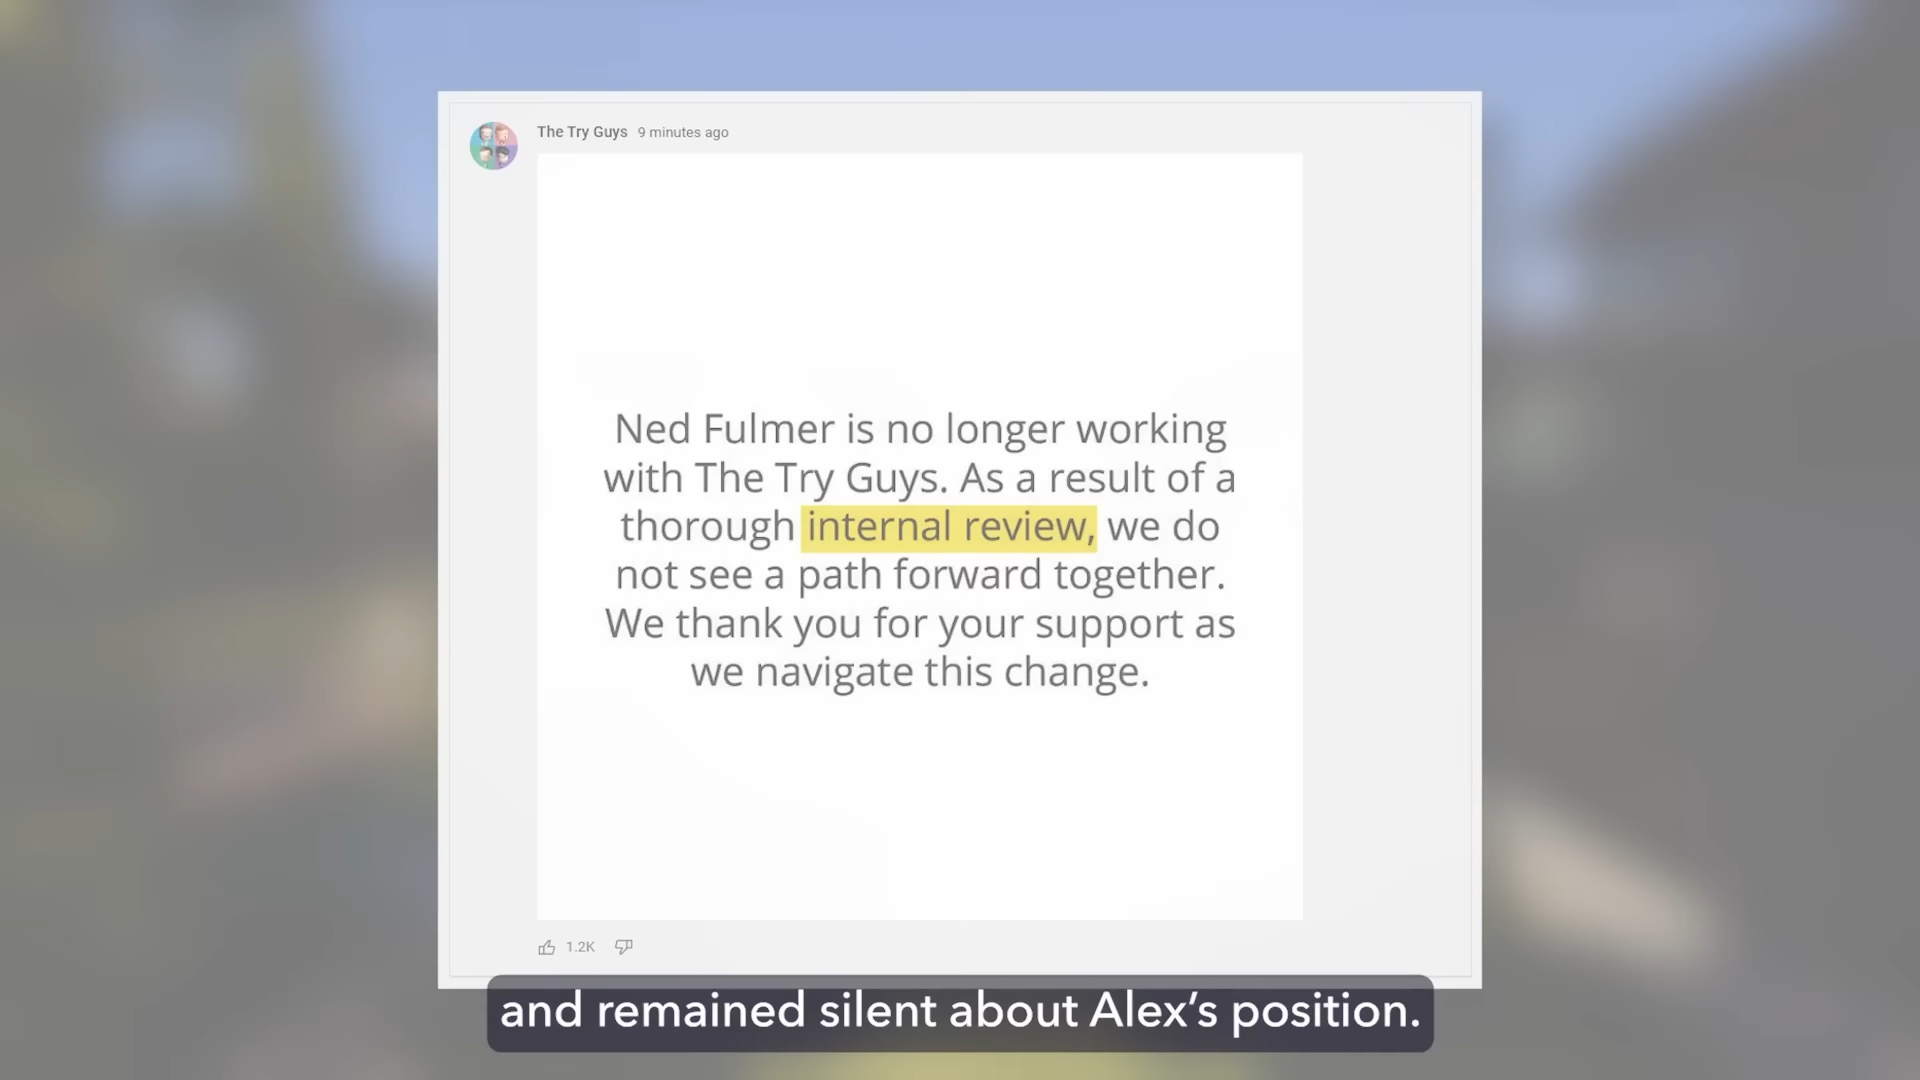 The Try Guys 9 minutes ago
Ned Fulmer is no longer working
with The Try Guys. As a result of a
thorough internal review, we do
not see a path forward together.
We thank you for your support as
we navigate this change.
1.2K
and remained silent about Alex’s position.